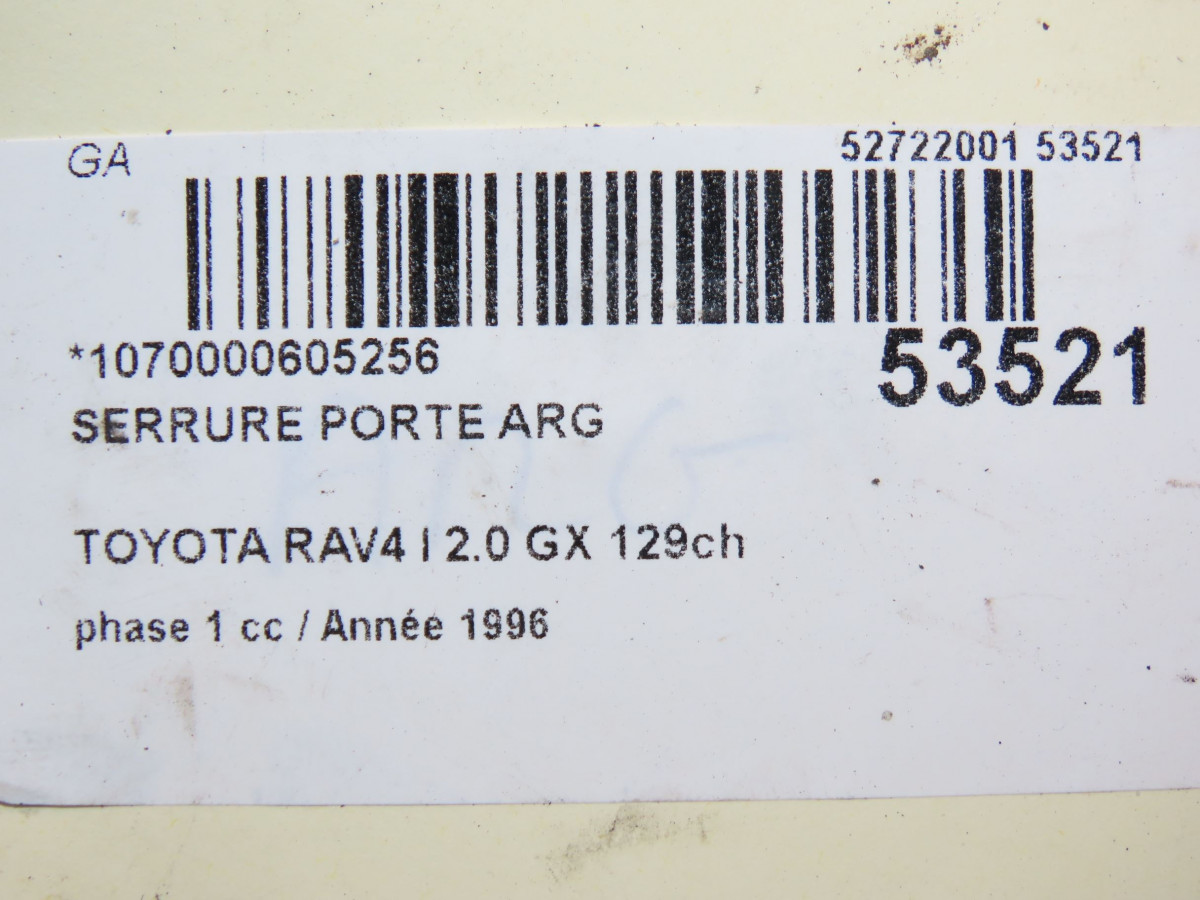 GA
52722001 53521
*1070000605256
53521
SERRURE PORTE ARG
TOYOTA RAV4 I 2.0 GX 129ch
phase 1 cc / Année 1996